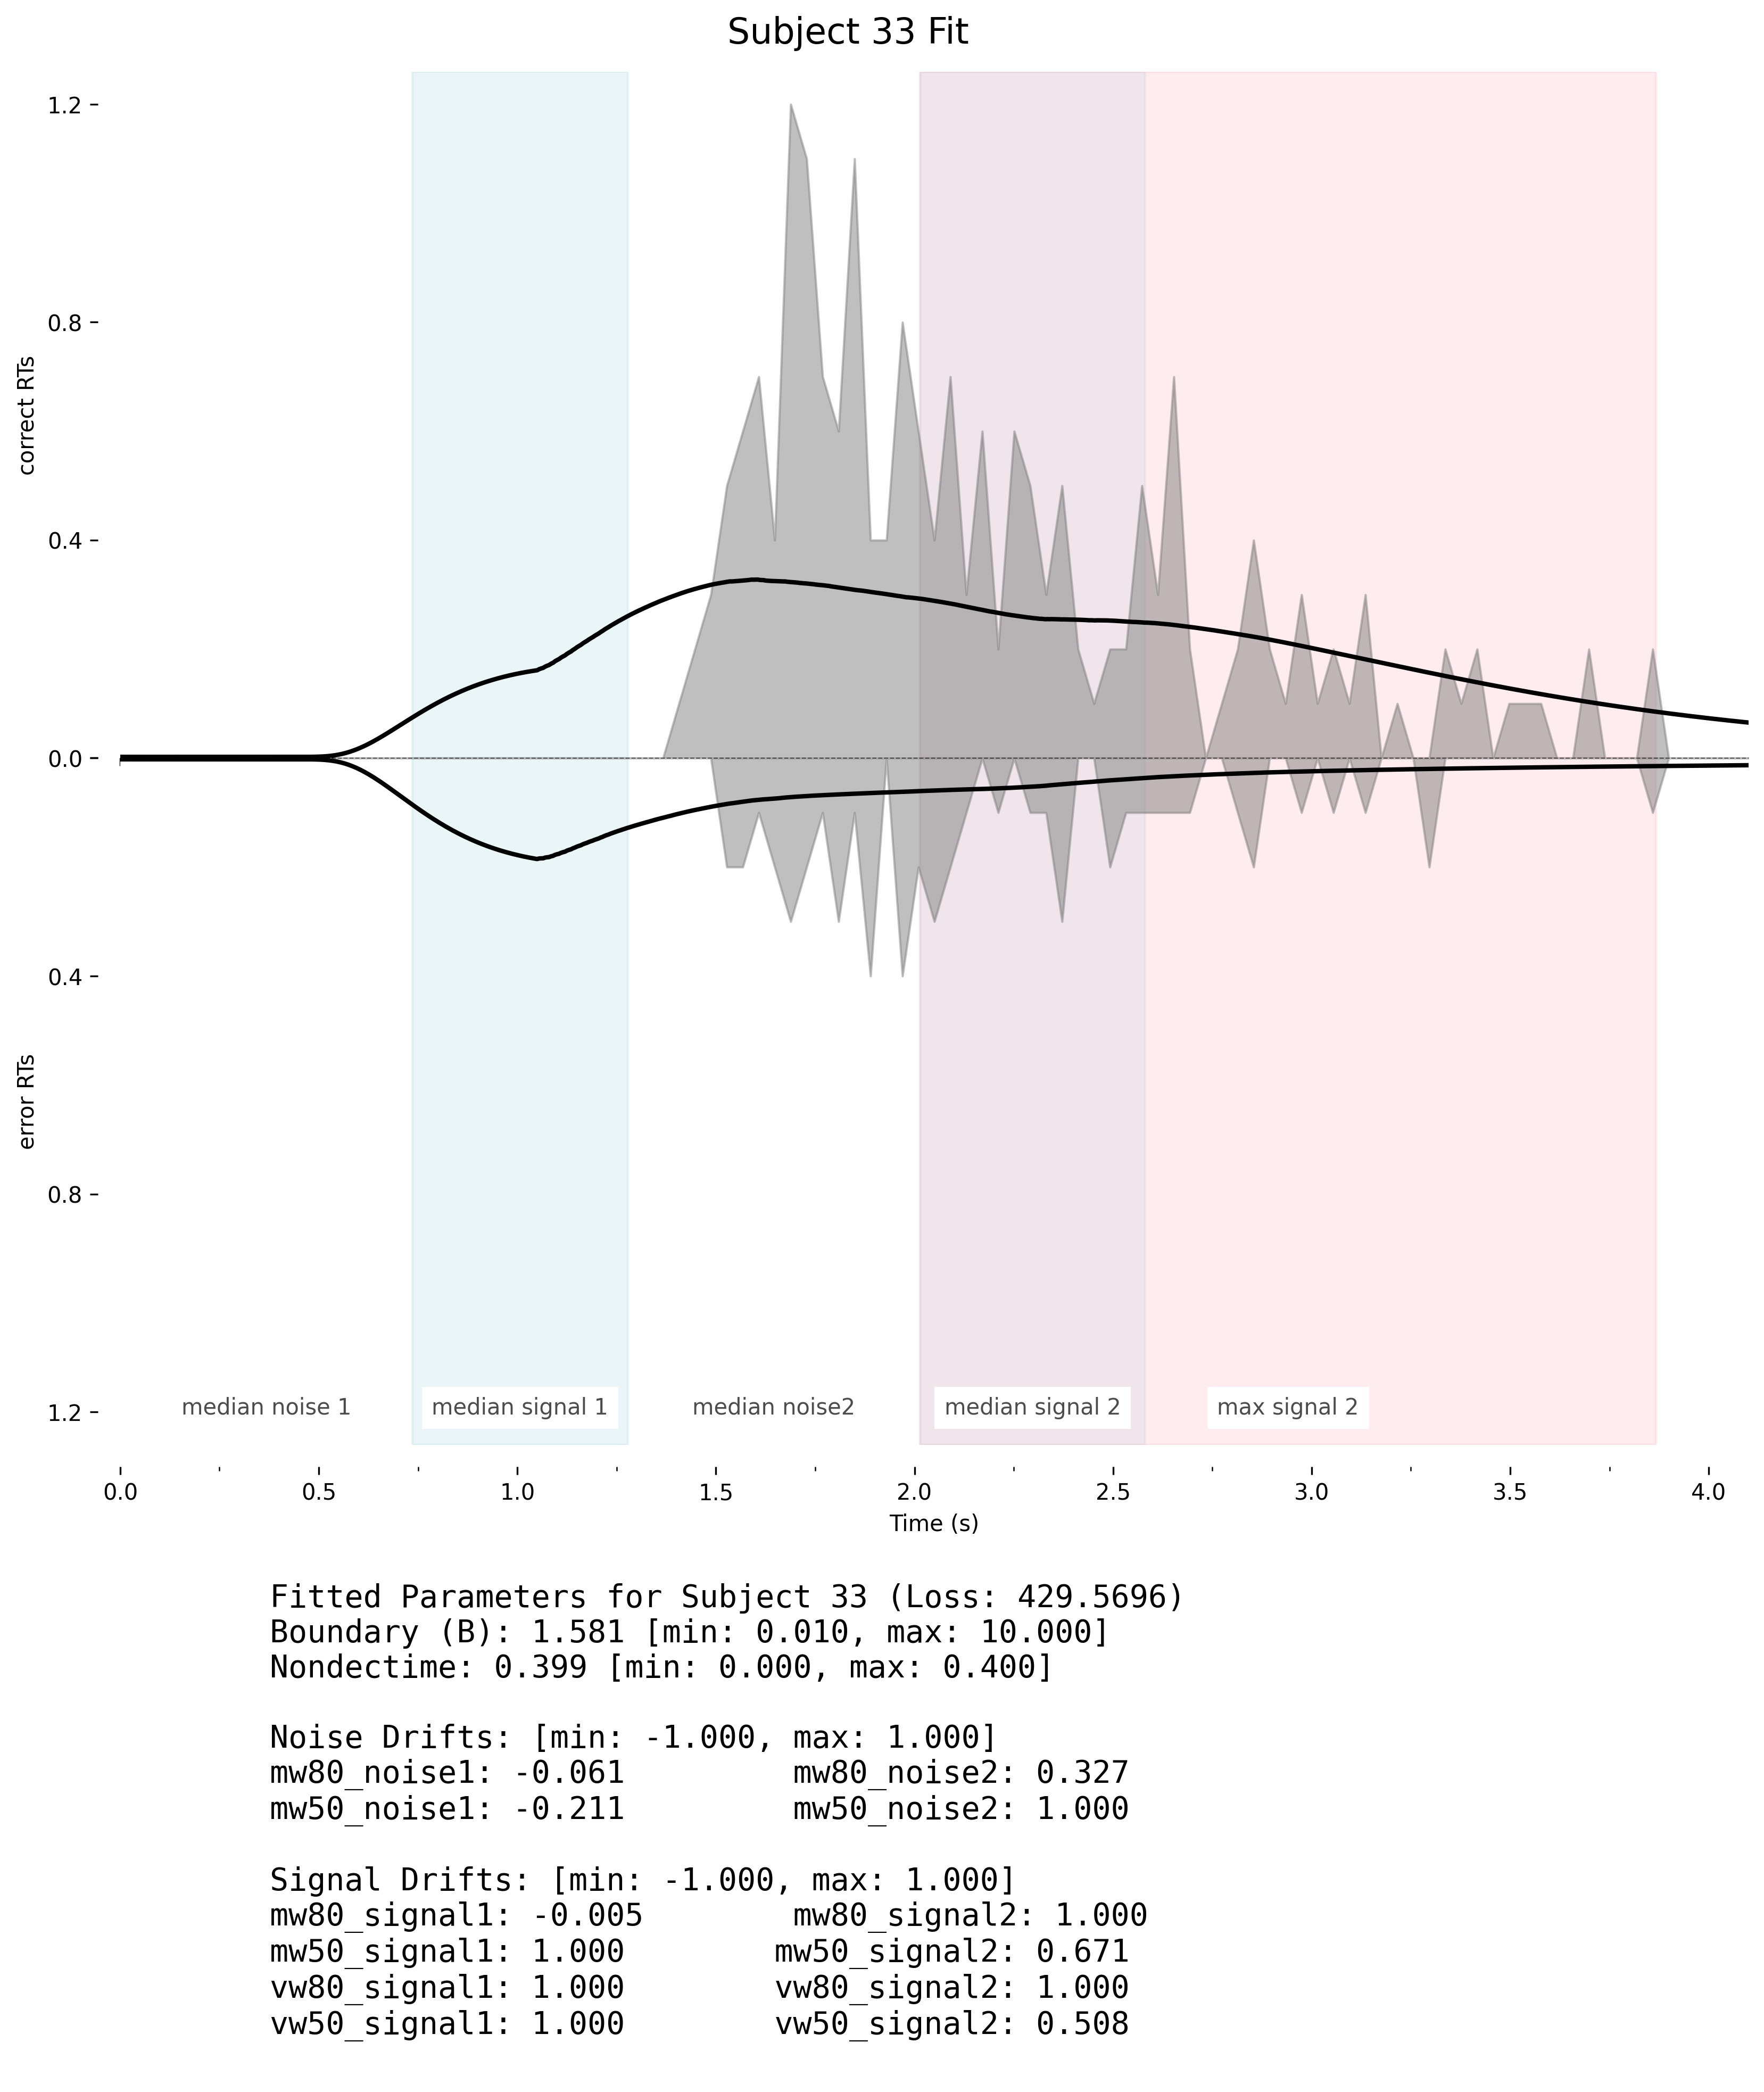 Subject 33 Fit
correct RTs
error RTs
1.2
0.8
0.4
0.0
0.4
0.8
1.2
median noise 1
median signal 1
median noise2
median signal 2
max signal 2
0.0 0.5 1.0 1.5 2.0 2.5 3.0 3.5 4.0
Time (s)
Fitted Parameters for Subject 33 (Loss: 429.5696)
Boundary (B): 1.581 [min: 0.010, max: 10.000]
Nondectime: 0.399 [min: 0.000, max: 0.400]
Noise Drifts: [min: -1.000, max: 1.000]
mw80_noise1: -0.061 mw80_noise2: 0.327
mw50_noise1: -0.211 mw50_noise2: 1.000
Signal Drifts: [min: -1.000, max: 1.000]
mw80_signal1: -0.005 mw80_signal2: 1.000
mw50_signal1: 1.000 mw50_signal2: 0.671
vw80_signal1: 1.000 vw80_signal2: 1.000
vw50_signal1: 1.000 vw50_signal2: 0.508